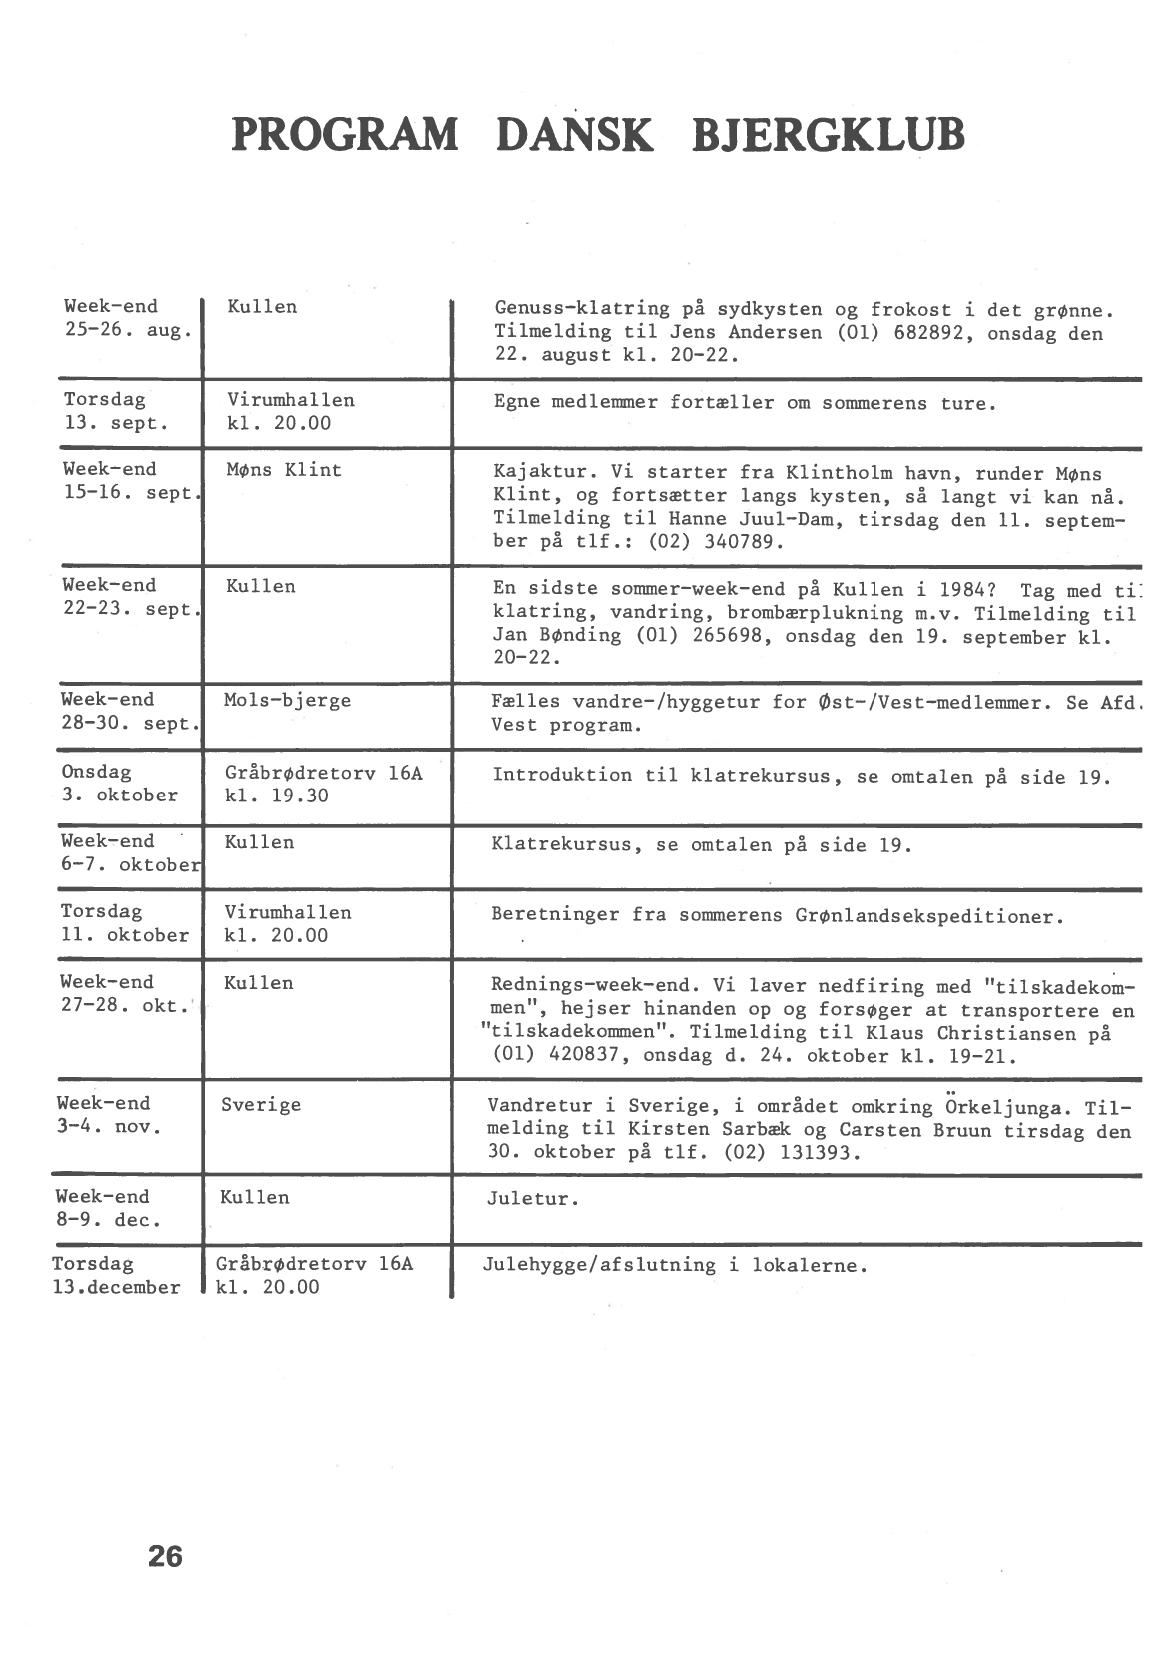 PROGRAM DANSK BJERGKLUB
Week-end
25-26. aug.
Kullen
Genuss-klatring på sydkysten og frokost i det grønne.
Tilmelding til Jens Andersen (01) 682892, onsdag den
22. august kl. 20-22.
Torsdag
13. sept.
Virumhallen
kl. 20.00
Egne medlemmer fortæller om sommerens ture.
Week-end
15-16. sept.
Møns Klint
Kajaktur. Vi starter fra Klintholm havn, runder Møns
Klint, og fortsætter langs kysten, så langt vi kan nå.
Tilmelding til Hanne Juul-Dam, tirsdag den 11. septem-
ber på tlf.: (02) 340789.
Week-end
22-23. sept.
Kullen
En sidste sommer-week-end på Kullen i 1984? Tag med
klatring, vandring, brombærplukning m.v. Tilmelding til
Jan Bønding (01) 265698, onsdag den 19. september kl.
20-22.
Week-end
28-30. sept.
Mols-bjerge
Fælles vandre-/hyggetur for Øst-/Vest-medlemmer. Se Afd.
Vest program.
Onsdag
3. oktober
Gråbrødretorv 16A
kl. 19.30
Introduktion til klatrekursus, se omtalen på side 19.
Week-end
6-7. oktober
Kullen
Klatrekursus, se omtalen på side 19.
Torsdag
11. oktober
Virumhallen
kl. 20.00
Beretninger fra sommerens Grønlandsekspeditioner.
Week-end
27-28. okt.
Kullen
Rednings-week-end. Vi laver nedfiring med "tilskadekom-
men", hejser hinanden op og forsøger at transportere en
"tilskadekommen". Tilmelding til Klaus Christiansen på
(01) 420837, onsdag d. 24. oktober kl. 19-21.
Week-end
3-4. nov.
Sverige
Vandretur i Sverige, i området omkring Örkeljunga. Til-
melding til Kirsten Sarbæk og Carsten Bruun tirsdag den
30. oktober på tlf. (02) 131393.
Week-end
8-9. dec.
Kullen
Juletur.
Torsdag
13.december
Gråbrødretorv 16A
kl. 20.00
Julehygge/afslutning i lokalerne.
26